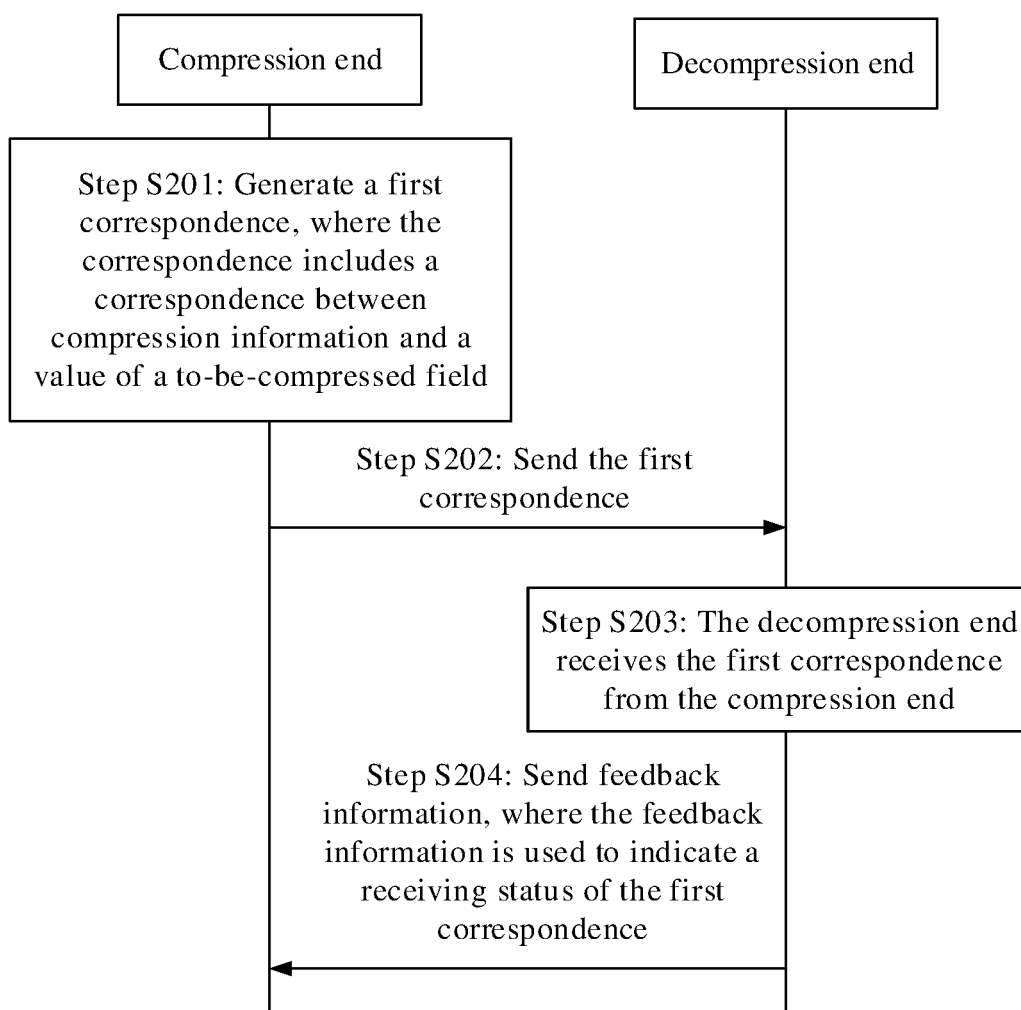 Compression end
Decompression end
Step S201: Generate a first
correspondence, where the
correspondence includes a
correspondence between
compression information and a
value of a to-be-compressed field
Step S202: Send the first
correspondence
Step S203: The decompression end
receives the first correspondence
from the compression end
Step S204: Send feedback
information, where the feedback
information is used to indicate a
receiving status of the first
correspondence